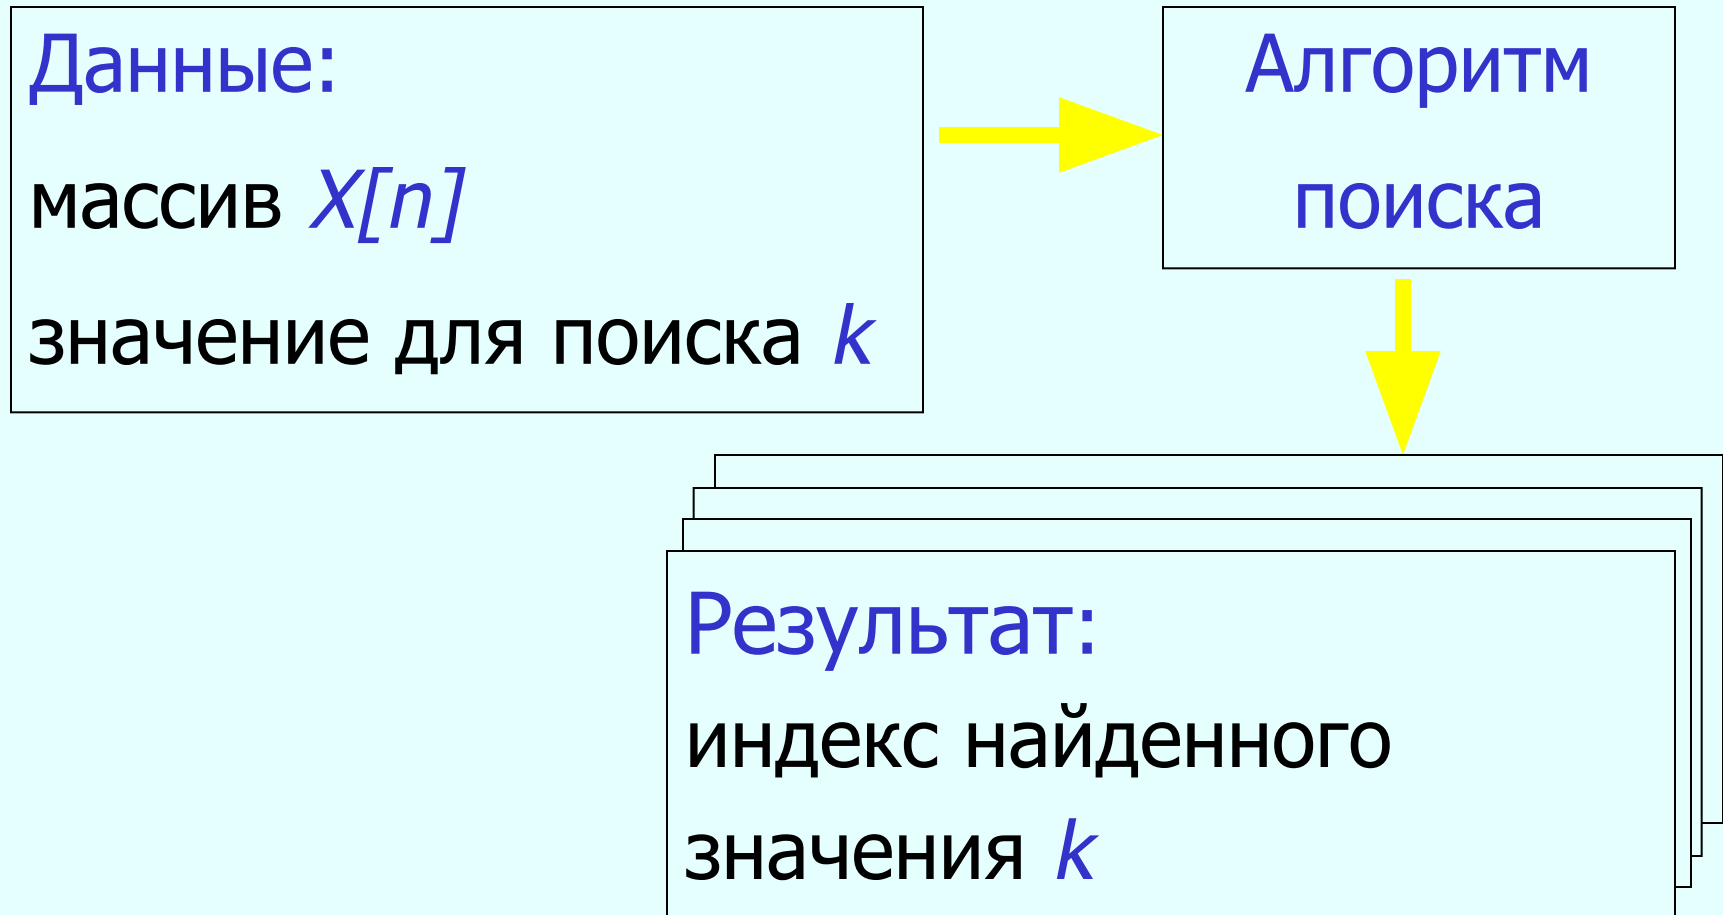 Данные:
массив X[n]
значение для поиска k
Алгоритм
поиска
Результат:
индекс найденного
значения k